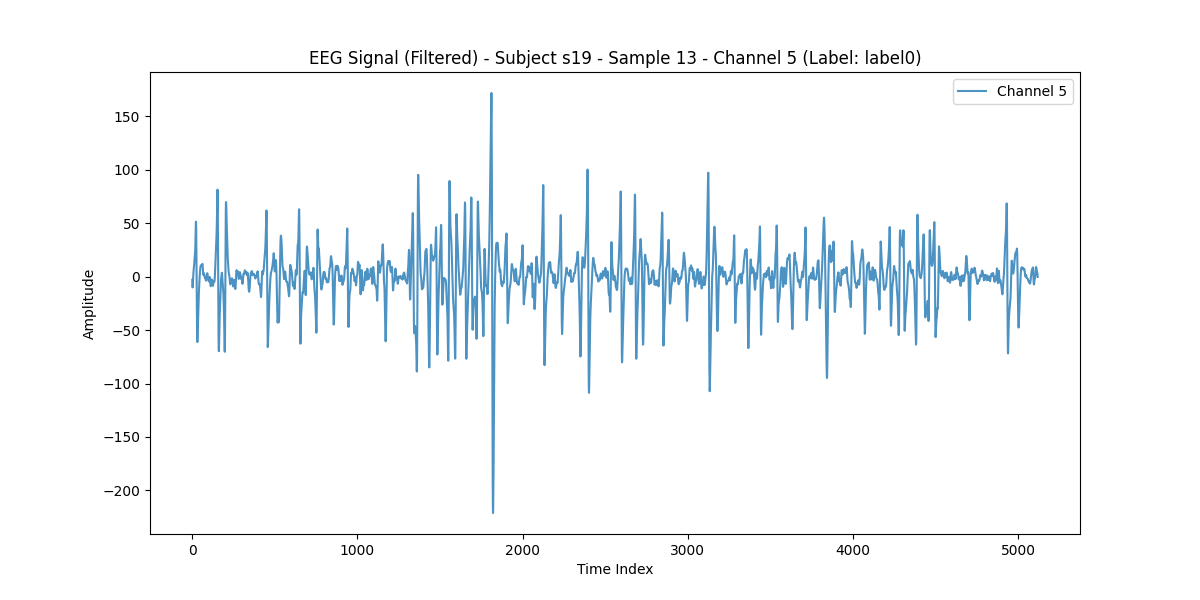 EEG Signal (Filtered) - Subject s19 - Sample 13 - Channel 5 (Label: label0)
Channel 5
150
100
50
0
−50
−100
−150
−200
Amplitude
0 1000 2000 3000 4000 5000
Time Index